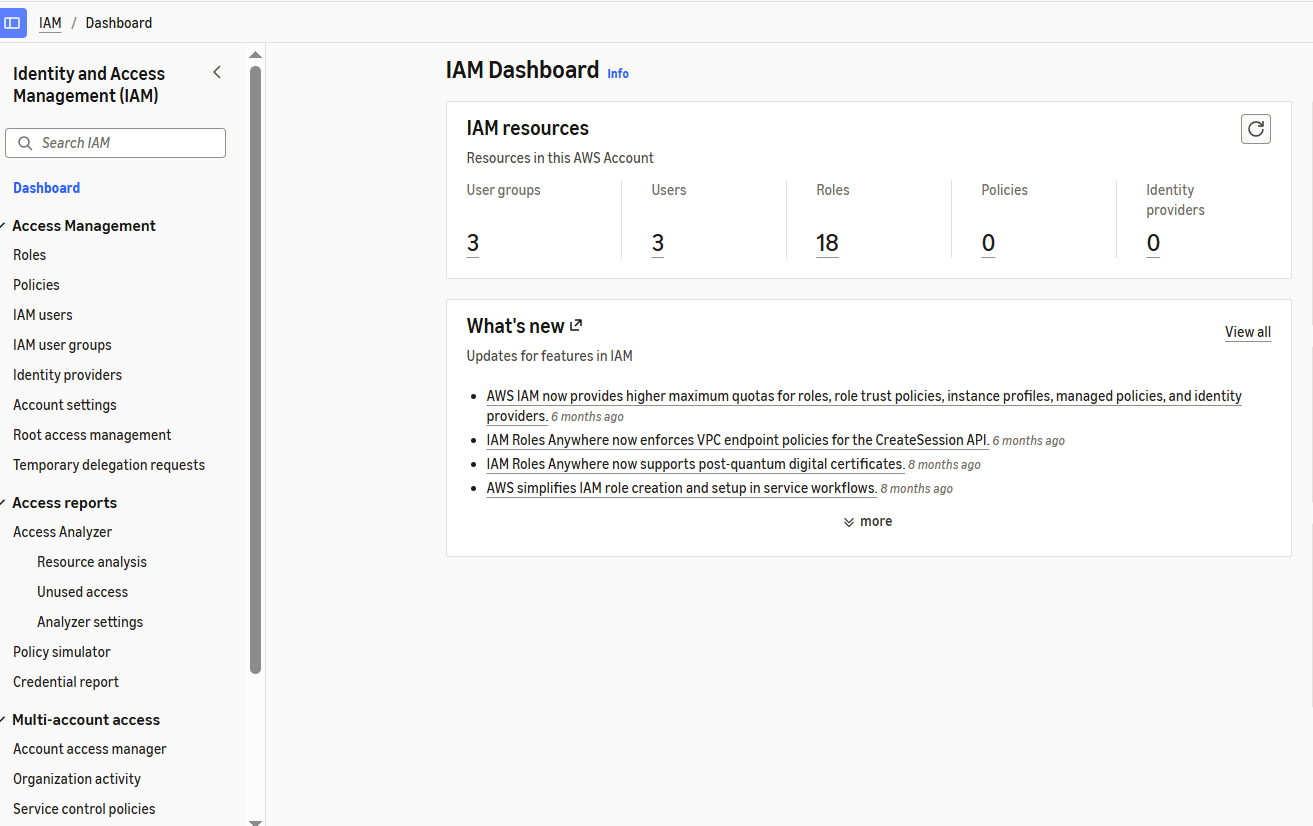 IAM / Dashboard
Identity and Access
Management (IAM)
Search IAM
Dashboard
Access Management
Roles
Policies
IAM users
IAM user groups
Identity providers
Account settings
Root access management
Temporary delegation requests
Access reports
Access Analyzer
Resource analysis
Unused access
Analyzer settings
Policy simulator
Credential report
Multi-account access
Account access manager
Organization activity
Service control policies
IAM Dashboard Info
IAM resources
Resources in this AWS Account
User groups
3
Users
3
Roles
18
Policies
0
Identity
providers
0
What's new
View all
Updates for features in IAM
AWS IAM now provides higher maximum quotas for roles, role trust policies, instance profiles, managed policies, and identity
providers. 6 months ago
IAM Roles Anywhere now enforces VPC endpoint policies for the CreateSession API. 6 months ago
IAM Roles Anywhere now supports post-quantum digital certificates. 8 months ago
AWS simplifies IAM role creation and setup in service workflows. 8 months ago
more